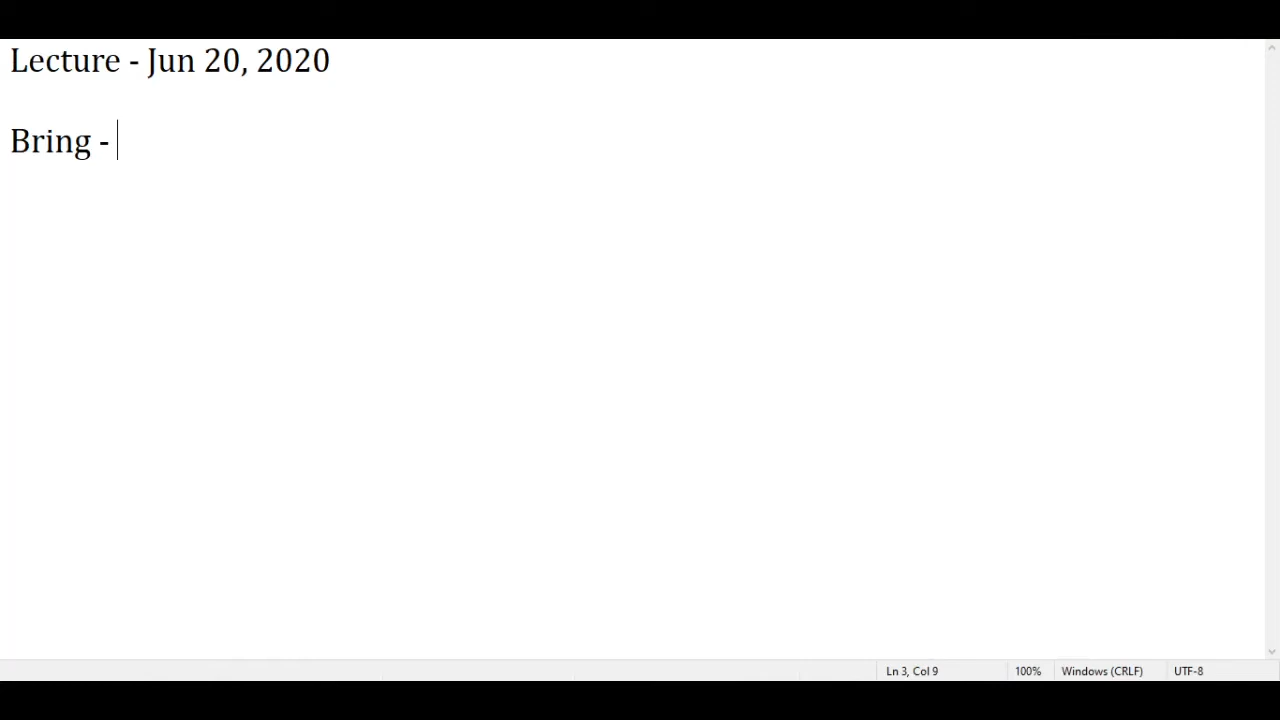 Lecture - Jun 20, 2020
Bring -
Ln 3, Col 9 100% Windows (CRLF) UTF-8